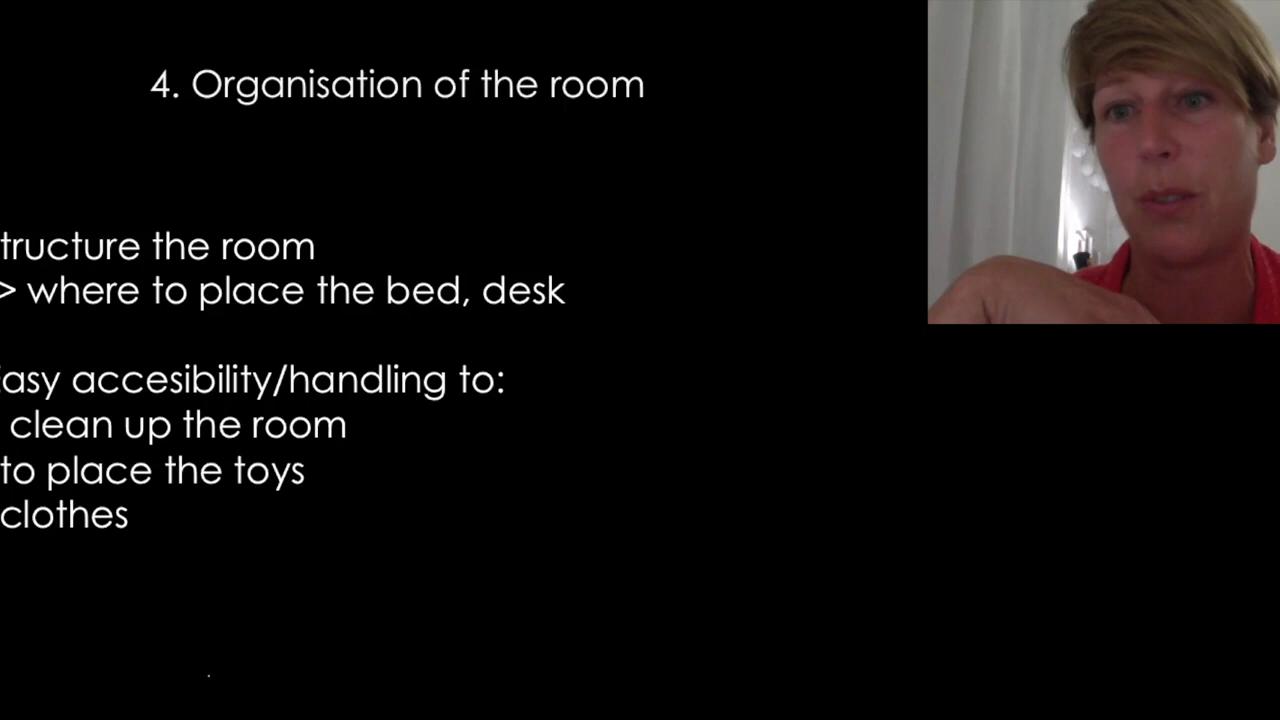 4. Organisation of the room
tructure the room
> where to place the bed, desk
Easy accesibility/handling to:
clean up the room
to place the toys
clothes